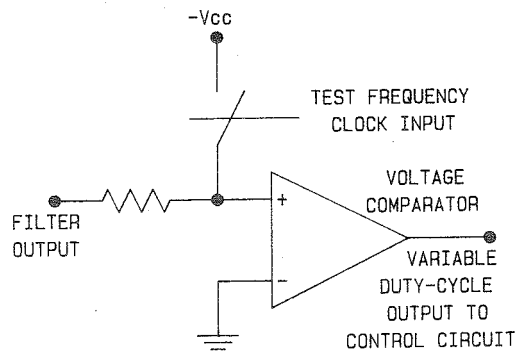 -Vcc
TEST FREQUENCY
CLOCK INPUT
FILTER
OUTPUT
+
-
VOLTAGE
COMPARATOR
VARIABLE
DUTY-CYCLE
OUTPUT TO
CONTROL CIRCUIT